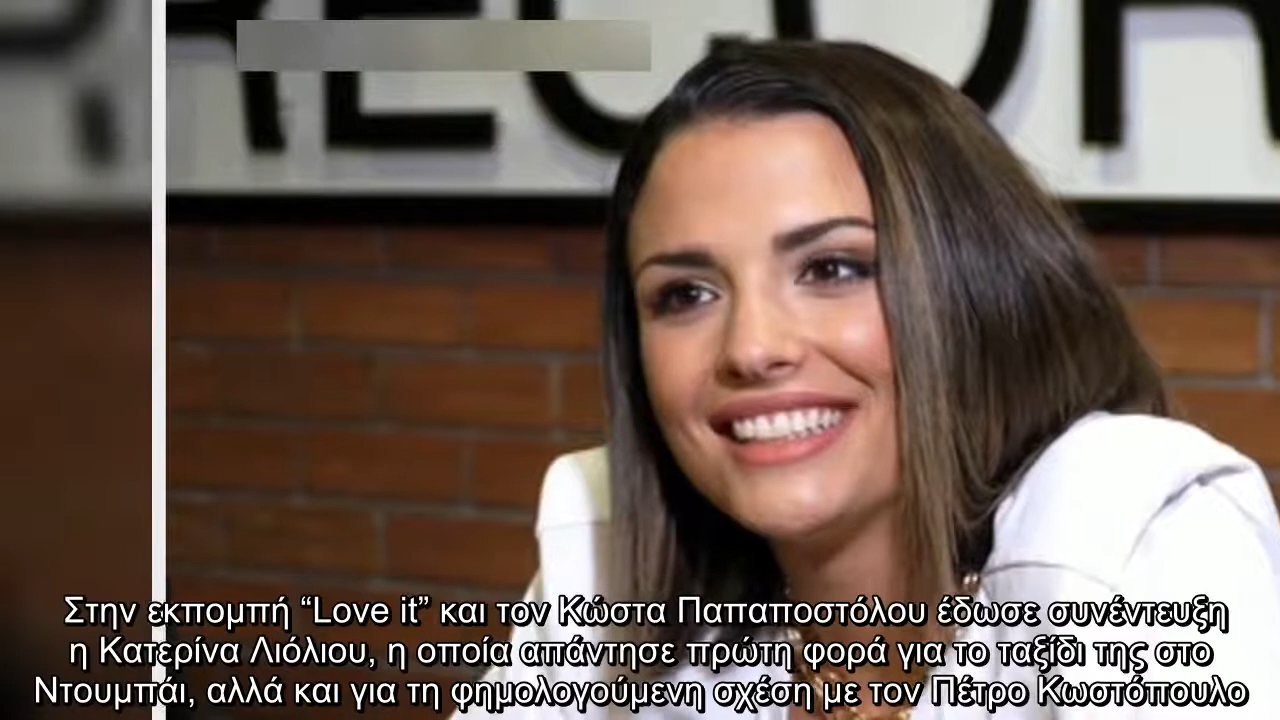 RECOR
Στην εκπομπή “Love it” και τον Κώστα Παπαποστόλου έδωσε συνέντευξη
η Κατερίνα Λιόλιου, η οποία απάντησε πρώτη φορά για το ταξίδι της στο
Ντουμπάι, αλλά και για τη φημολογούμενη σχέση με τον Πέτρο Κωστόπουλο